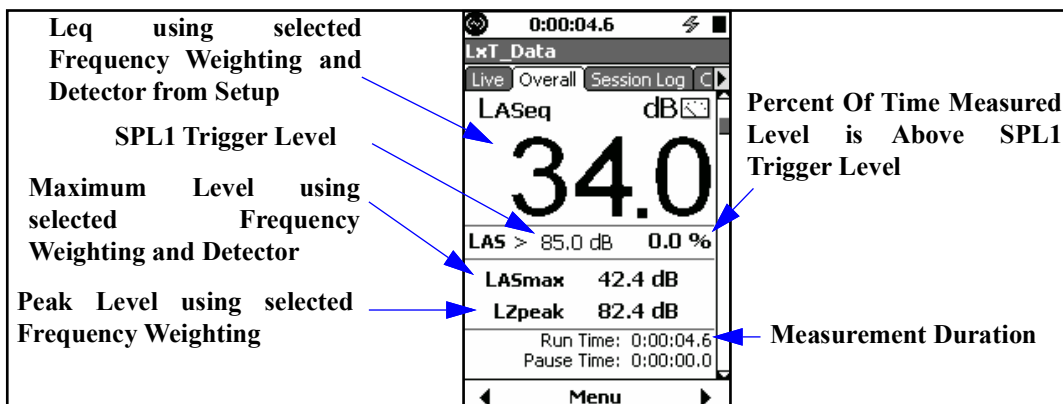 Leq using selected
Frequency Weighting and
Detector from Setup
SPL1 Trigger Level
Maximum Level using
selected Frequency
Weighting and Detector
Peak Level using selected
Frequency Weighting
0:00:04.6
LxT_Data
Live Overall Session Log C
LASeq dB
34.0
LAS > 85.0 dB 0.0 %
LASmax 42.4 dB
LZpeak 82.4 dB
Run Time: 0:00:04.6
Pause Time: 0:00:00.0
Menu
Percent Of Time Measured
Level is Above SPL1
Trigger Level
Measurement Duration